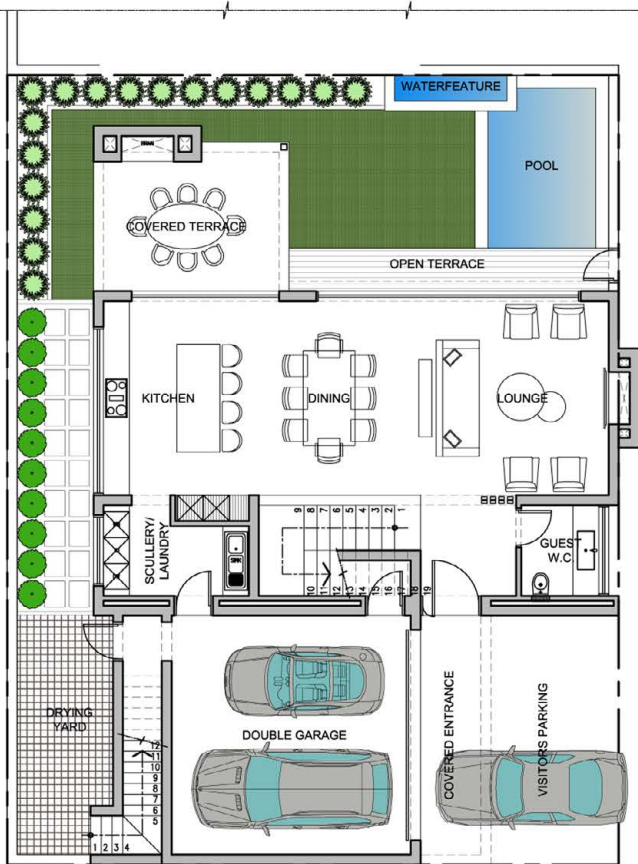 WATERFEATURE
POOL
BRAAI
COVERED TERRACE
OPEN TERRACE
KITCHEN
DINING
LOUNGE
SCULLERY/
LAUNDRY
SINK
9 8 7 6 5 4 3 2 1
10 11 12 13 14 15 16 17 18 19
GUEST
W.C
DRYING
YARD
DOUBLE GARAGE
COVERED ENTRANCE
VISITORS PARKING
12
11
10
9
8
7
6
5
1 2 3 4